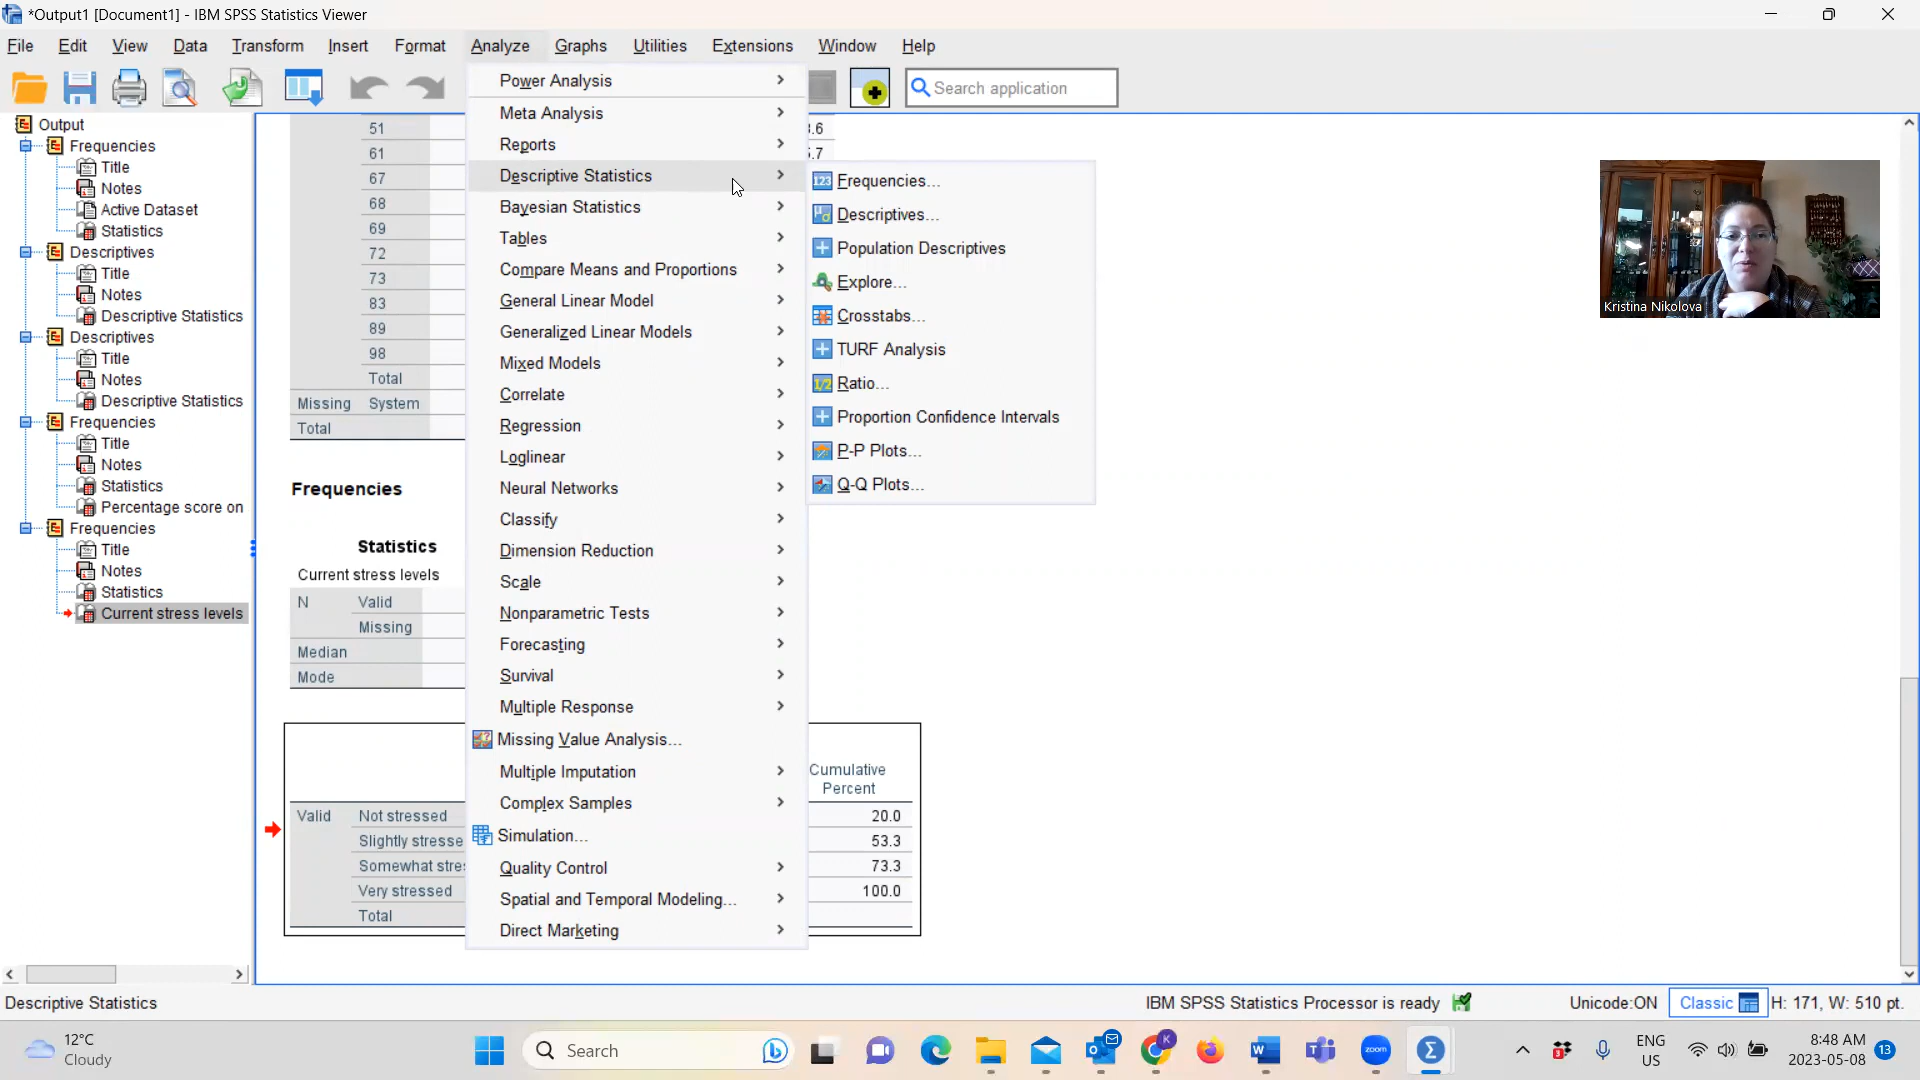 *Output1 [Document1] - IBM SPSS Statistics Viewer
File Edit View Data Transform Insert Format Analyze Graphs Utilities Extensions Window Help
Search application
Output
Frequencies
Title
Notes
Active Dataset
Statistics
Descriptives
Title
Notes
Descriptive Statistics
Descriptives
Title
Notes
Descriptive Statistics
Frequencies
Title
Notes
Statistics
Percentage score on
Frequencies
Title
Notes
Statistics
Current stress levels
51
61
67
68
69
72
73
83
89
98
Total
Missing System
Total
Frequencies
Statistics
Current stress levels
N Valid
Missing
Median
Mode
Cumulative
Percent
Valid Not stressed 20.0
Slightly stresse 53.3
Somewhat stre 73.3
Very stressed 100.0
Total
Power Analysis
Meta Analysis
Reports
Descriptive Statistics
Bayesian Statistics
Tables
Compare Means and Proportions
General Linear Model
Generalized Linear Models
Mixed Models
Correlate
Regression
Loglinear
Neural Networks
Classify
Dimension Reduction
Scale
Nonparametric Tests
Forecasting
Survival
Multiple Response
Missing Value Analysis...
Multiple Imputation
Complex Samples
Simulation...
Quality Control
Spatial and Temporal Modeling...
Direct Marketing
Frequencies...
Descriptives...
Population Descriptives
Explore...
Crosstabs...
TURF Analysis
Ratio...
Proportion Confidence Intervals
P-P Plots...
Q-Q Plots...
Kristina Nikolova
Descriptive Statistics
IBM SPSS Statistics Processor is ready
Unicode:ON
Classic
H: 171, W: 510 pt.
12°C
Cloudy
Search
zoom
ENG
US
8:48 AM
2023-05-08
13